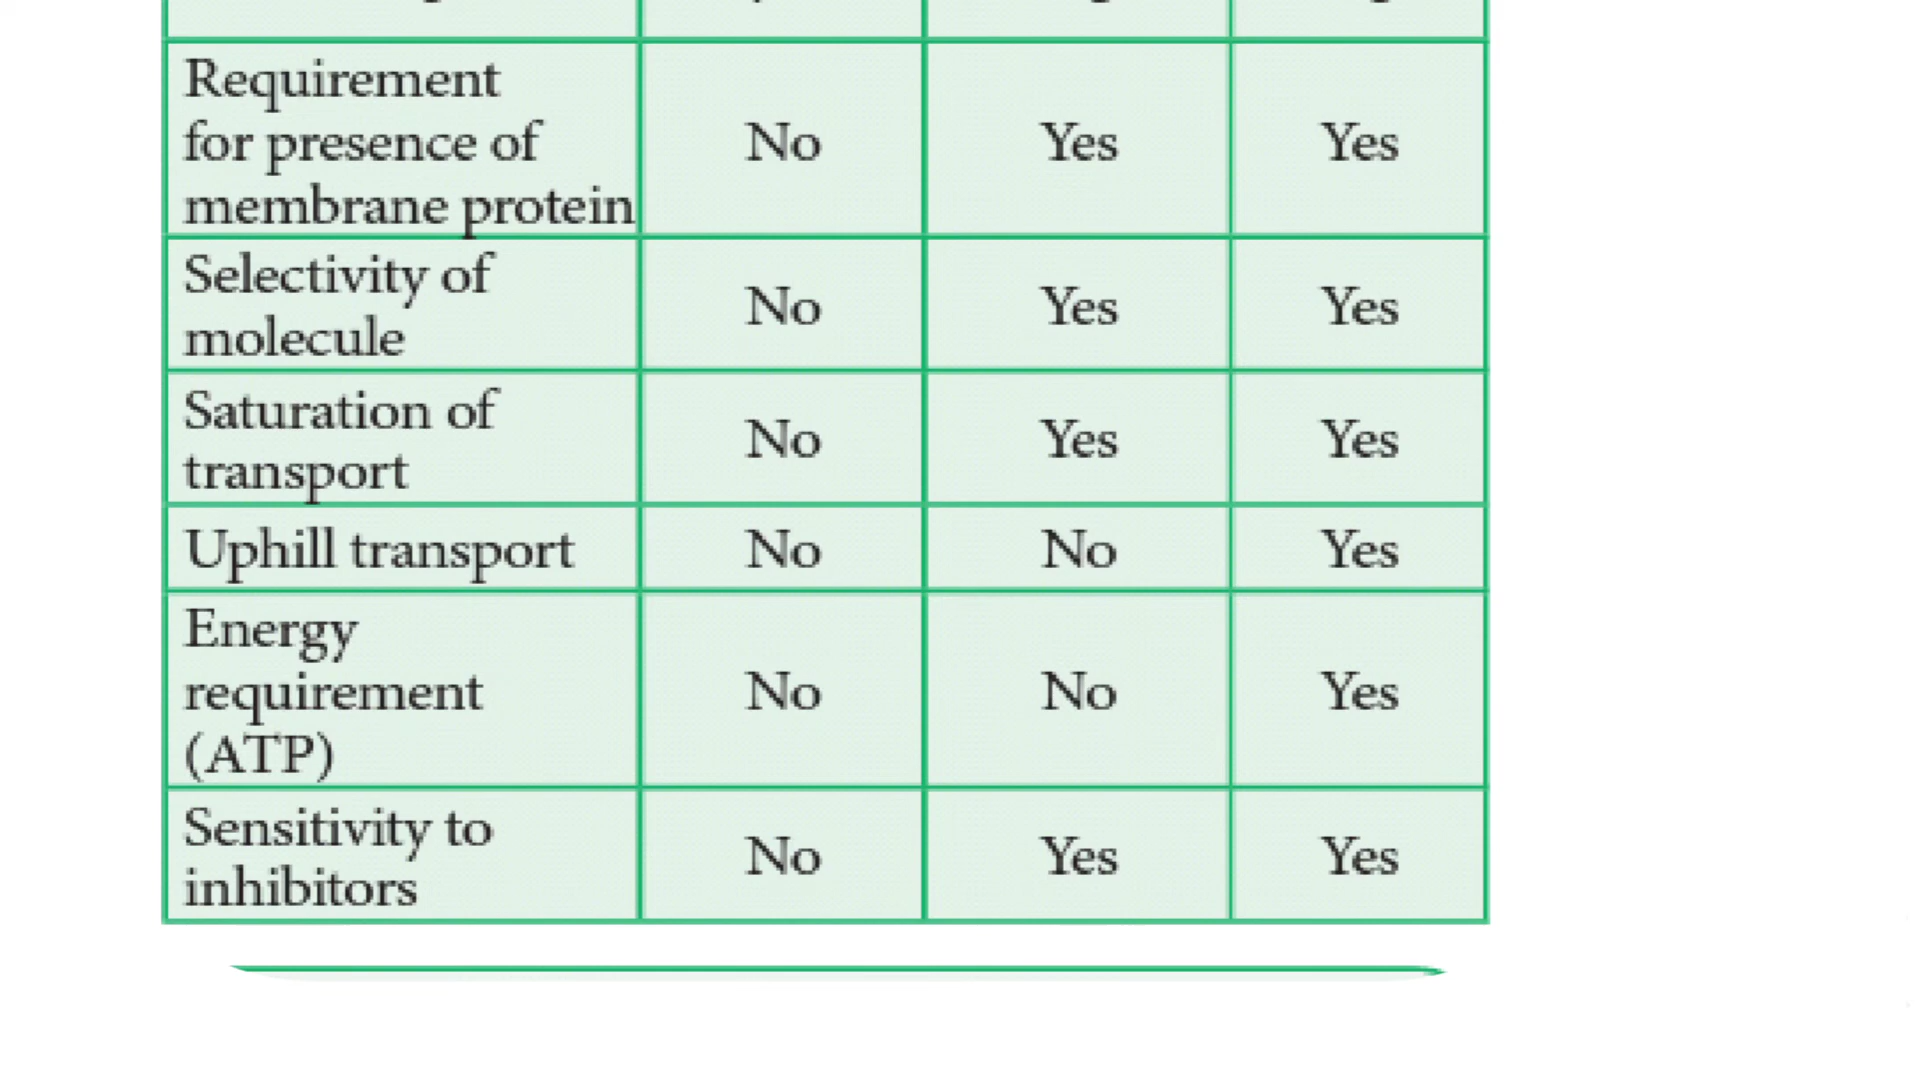 Requirement
for presence of
membrane protein
No
Yes
Yes
Selectivity of
molecule
No
Yes
Yes
Saturation of
transport
No
Yes
Yes
Uphill transport
No
No
Yes
Energy
requirement
(ATP)
No
No
Yes
Sensitivity to
inhibitors
No
Yes
Yes